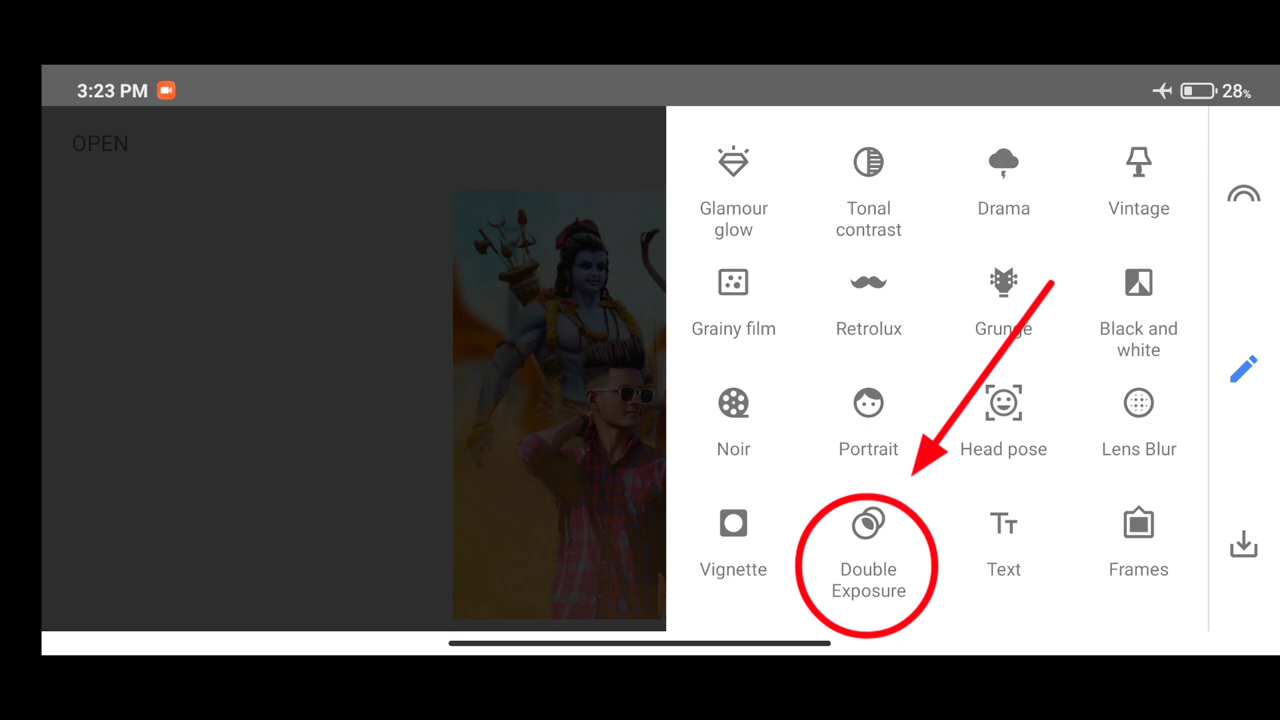 3:23 PM
28%
OPEN
Glamour
glow
Tonal
contrast
Drama
Vintage
Grainy film
Retrolux
Grunge
Black and
white
Noir
Portrait
Head pose
Lens Blur
Vignette
Double
Exposure
Text
Frames